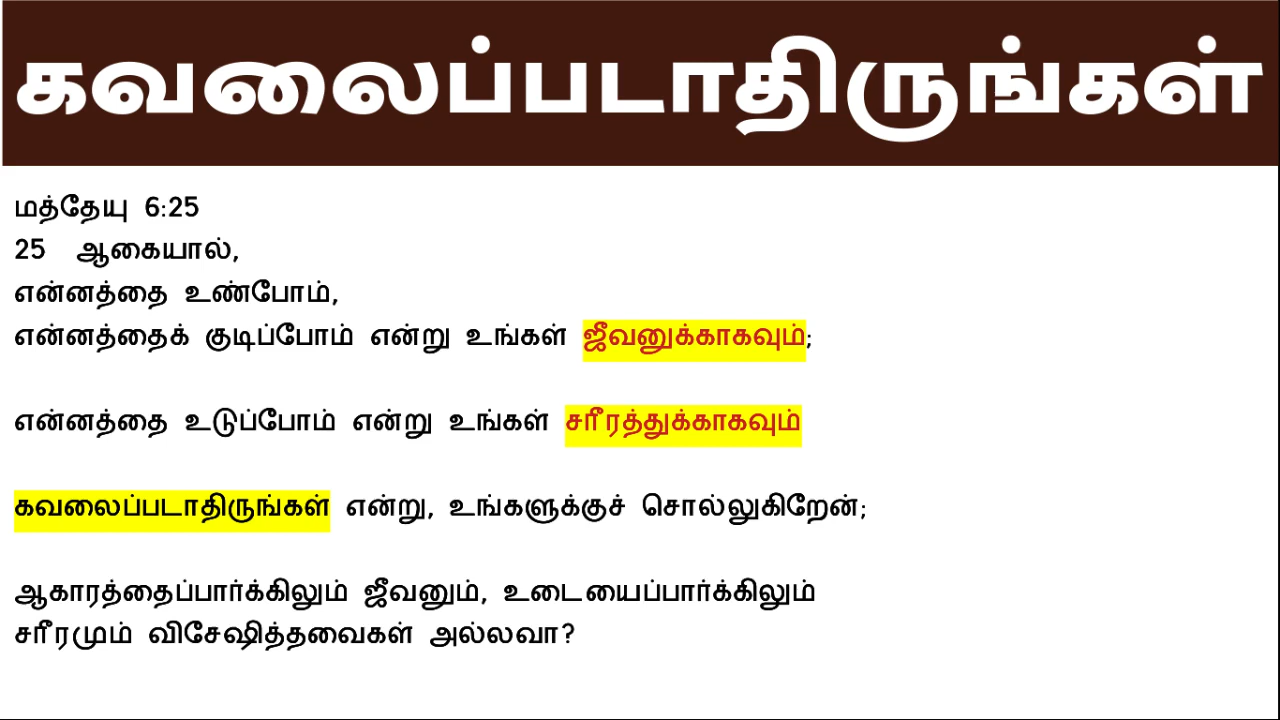 கவலைப்படாதிருங்கள்
மத்தேயு 6:25
25 ஆகையால்,
என்னத்தை உண்போம்,
என்னத்தைக் குடிப்போம் என்று உங்கள் ஜீவனுக்காகவும்;
என்னத்தை உடுப்போம் என்று உங்கள் சரீரத்துக்காகவும்
கவலைப்படாதிருங்கள் என்று, உங்களுக்குச் சொல்லுகிறேன்;
ஆகாரத்தைப்பார்க்கிலும் ஜீவனும், உடையைப்பார்க்கிலும்
சரீரமும் விசேஷித்தவைகள் அல்லவா?